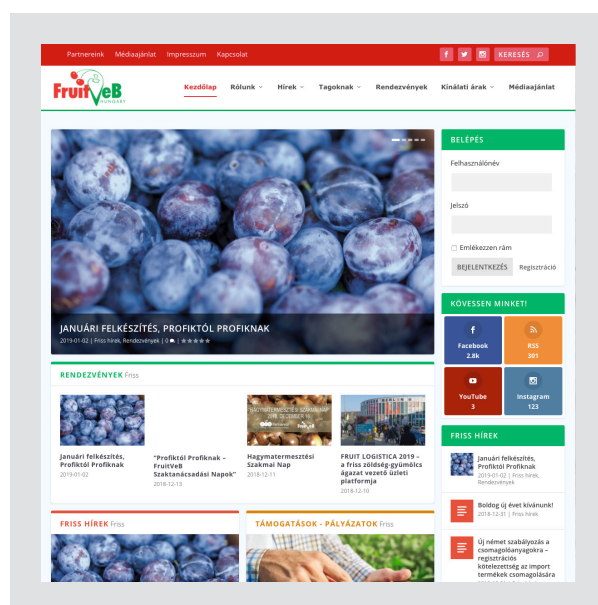 Partnereink Médiaajánlat Impresszum Kapcsolat
KERESÉS
FruitVeB
HUNGARY
Kezdőlap Rólunk Hírek Tagoknak Rendezvények Kínálati árak Médiaajánlat
JANUÁRI FELKÉSZÍTÉS, PROFIKTÓL PROFIKNAK
2019-01-02 | Friss hírek, Rendezvények | 0
BELÉPÉS
Felhasználónév
Jelszó
Emlékezzen rám
BEJELENTKEZÉS Regisztráció
KÖVESSEN MINKET!
Facebook
2.8k
RSS
301
YouTube
3
Instagram
123
RENDEZVÉNYEK Friss
Januári felkészítés,
Profiktól Profiknak
2019-01-02
"Profiktól Profiknak –
FruitVeB
Szaktanácsadási Napok"
2018-12-13
HAGYMATERMESZTÉSI SZAKMAI NAP
Hagymatermesztési
Szakmai Nap
2018-12-11
FRUIT LOGISTICA 2019 –
a friss zöldség-gyümölcs
ágazat vezető üzleti
platformja
2018-12-10
FRISS HÍREK
Januári felkészítés,
Profiktól Profiknak
2019-01-02 | Friss hírek,
Rendezvények
Boldog új évet kívánunk!
2018-12-31 | Friss hírek
Új német szabályozás a
csomagolóanyagokra –
regisztrációs
kötelezettség az import
termékek csomagolására
FRISS HÍREK Friss
TÁMOGATÁSOK - PÁLYÁZATOK Friss